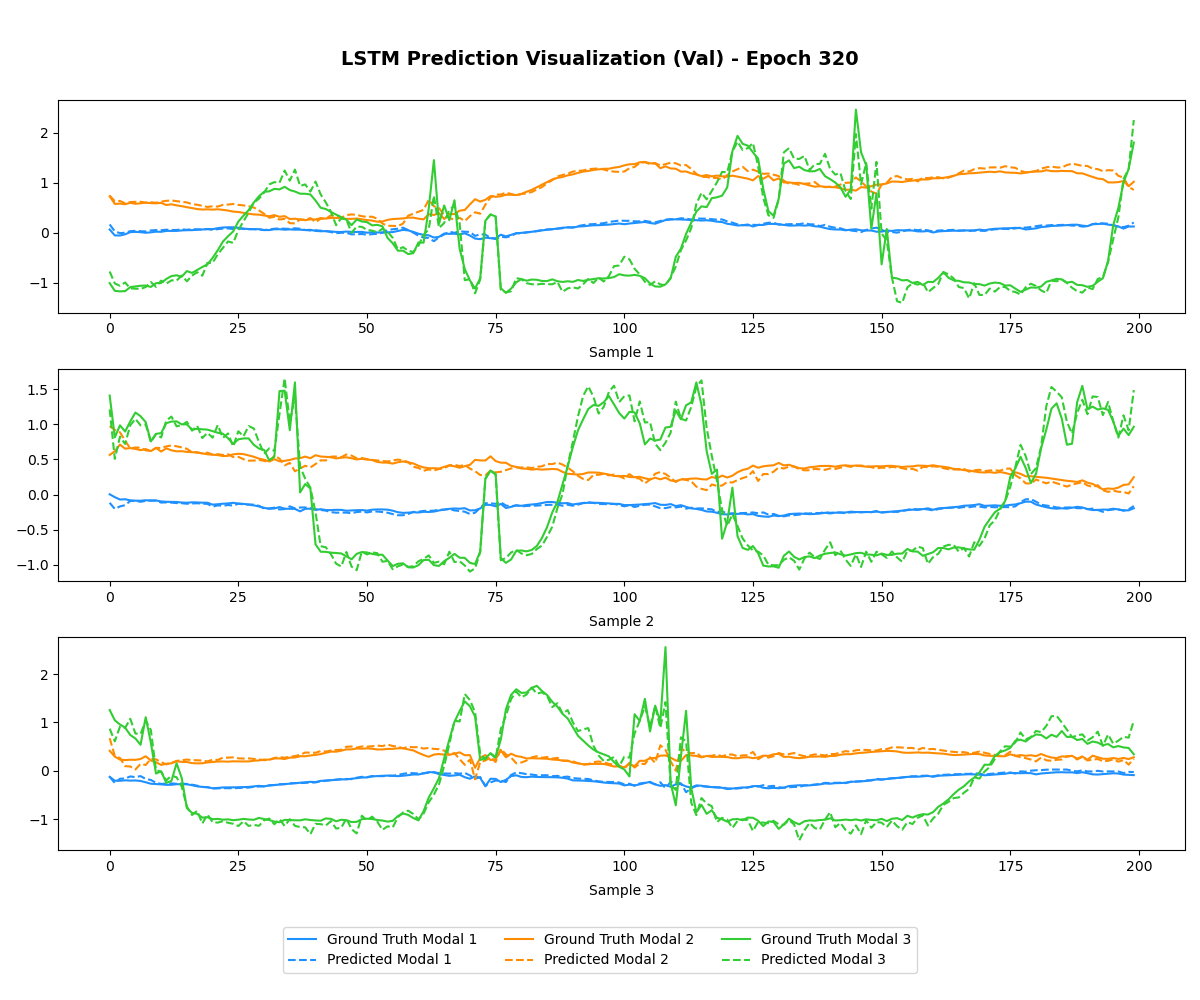 LSTM Prediction Visualization (Val) - Epoch 320
2
1
0
−1
0 25 50 75 100 125 150 175 200
Sample 1
1.5
1.0
0.5
0.0
−0.5
−1.0
0 25 50 75 100 125 150 175 200
Sample 2
2
1
0
−1
0 25 50 75 100 125 150 175 200
Sample 3
Ground Truth Modal 1 Ground Truth Modal 2 Ground Truth Modal 3
Predicted Modal 1 Predicted Modal 2 Predicted Modal 3